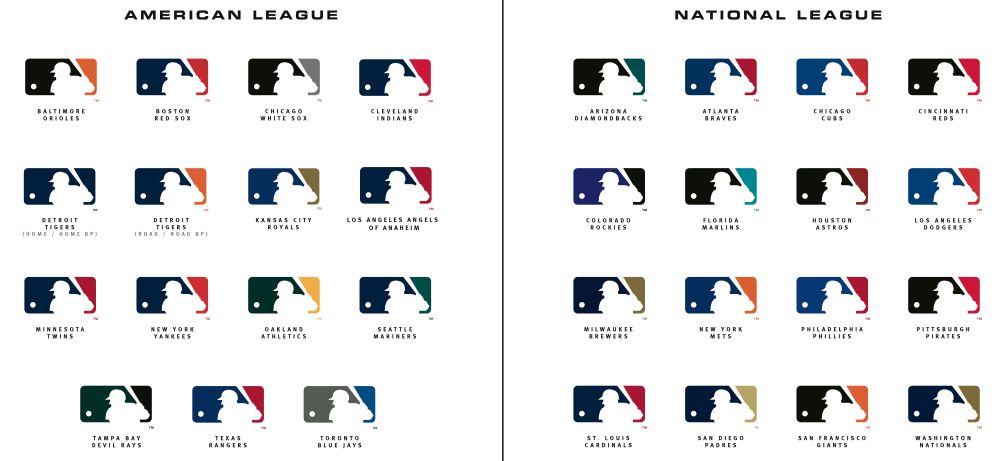 AMERICAN LEAGUE
BALTIMORE
ORIOLES
BOSTON
RED SOX
CHICAGO
WHITE SOX
CLEVELAND
INDIANS
DETROIT
TIGERS
(HOME / HOME BP)
DETROIT
TIGERS
(ROAD / ROAD BP)
KANSAS CITY
ROYALS
LOS ANGELES ANGELS
OF ANAHEIM
MINNESOTA
TWINS
NEW YORK
YANKEES
OAKLAND
ATHLETICS
SEATTLE
MARINERS
TAMPA BAY
DEVIL RAYS
TEXAS
RANGERS
TORONTO
BLUE JAYS
NATIONAL LEAGUE
ARIZONA
DIAMONDBACKS
ATLANTA
BRAVES
CHICAGO
CUBS
CINCINNATI
REDS
COLORADO
ROCKIES
FLORIDA
MARLINS
HOUSTON
ASTROS
LOS ANGELES
DODGERS
MILWAUKEE
BREWERS
NEW YORK
METS
PHILADELPHIA
PHILLIES
PITTSBURGH
PIRATES
ST. LOUIS
CARDINALS
SAN DIEGO
PADRES
SAN FRANCISCO
GIANTS
WASHINGTON
NATIONALS